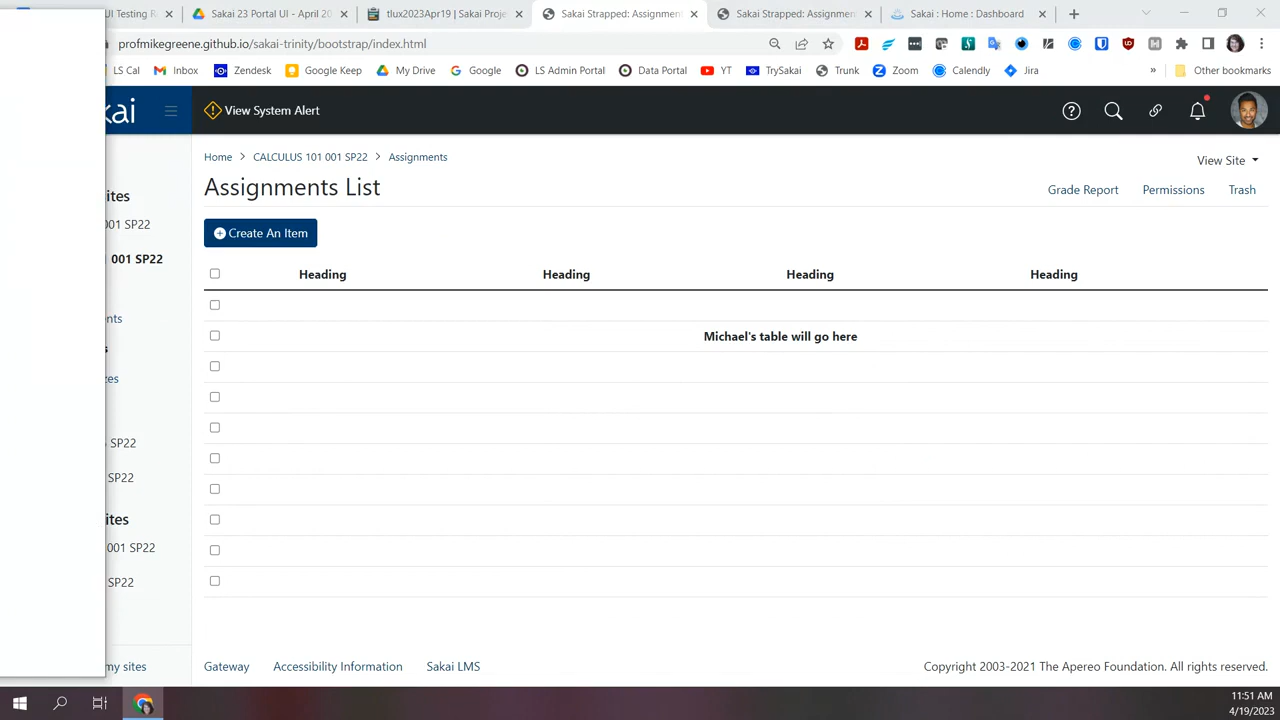 UI Testing
Sakai 23 Portal UI - April 20
tlux2023Apr19 | Sakai Proje
Sakai Strapped: Assignmen
Sakai Strapped: Assignment
Sakai : Home : Dashboard
profmikegreene.github.io/sakai-trinity/bootstrap/index.html
LS Cal
Inbox
Zendesk
Google Keep
My Drive
Google
LS Admin Portal
Data Portal
YT
TrySakai
Trunk
Zoom
Calendly
Jira
»
Other bookmarks
kai
View System Alert
Home > CALCULUS 101 001 SP22 > Assignments
View Site
Assignments List
Grade Report
Permissions
Trash
Create An Item
Heading Heading Heading Heading
Michael's table will go here
ites
001 SP22
1 001 SP22
ents
s
zes
SP22
SP22
ites
001 SP22
SP22
my sites
Gateway
Accessibility Information
Sakai LMS
Copyright 2003-2021 The Apereo Foundation. All rights reserved.
11:51 AM
4/19/2023